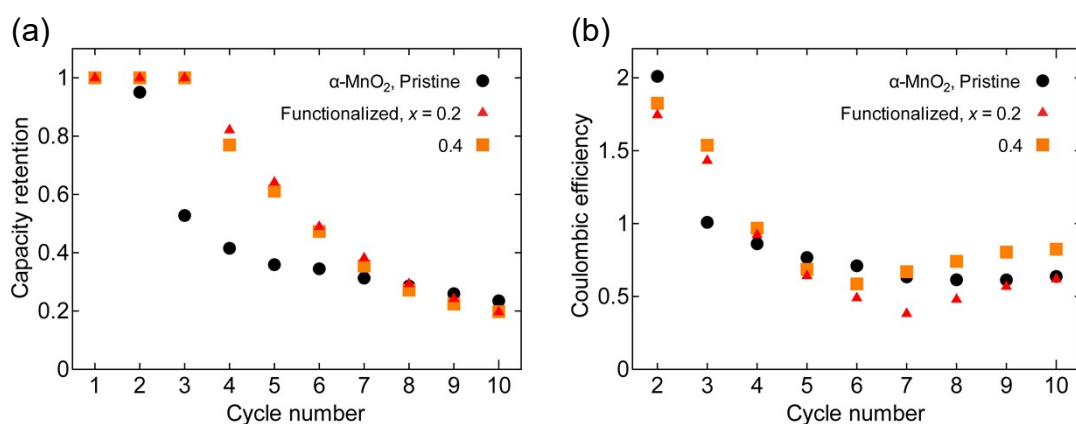 (a)
Capacity retention
1
0.8
0.6
0.4
0.2
0
α-MnO₂, Pristine
Functionalized, x = 0.2
0.4
1 2 3 4 5 6 7 8 9 10
Cycle number
(b)
Coulombic efficiency
2
1.5
1
0.5
0
α-MnO₂, Pristine
Functionalized, x = 0.2
0.4
2 3 4 5 6 7 8 9 10
Cycle number